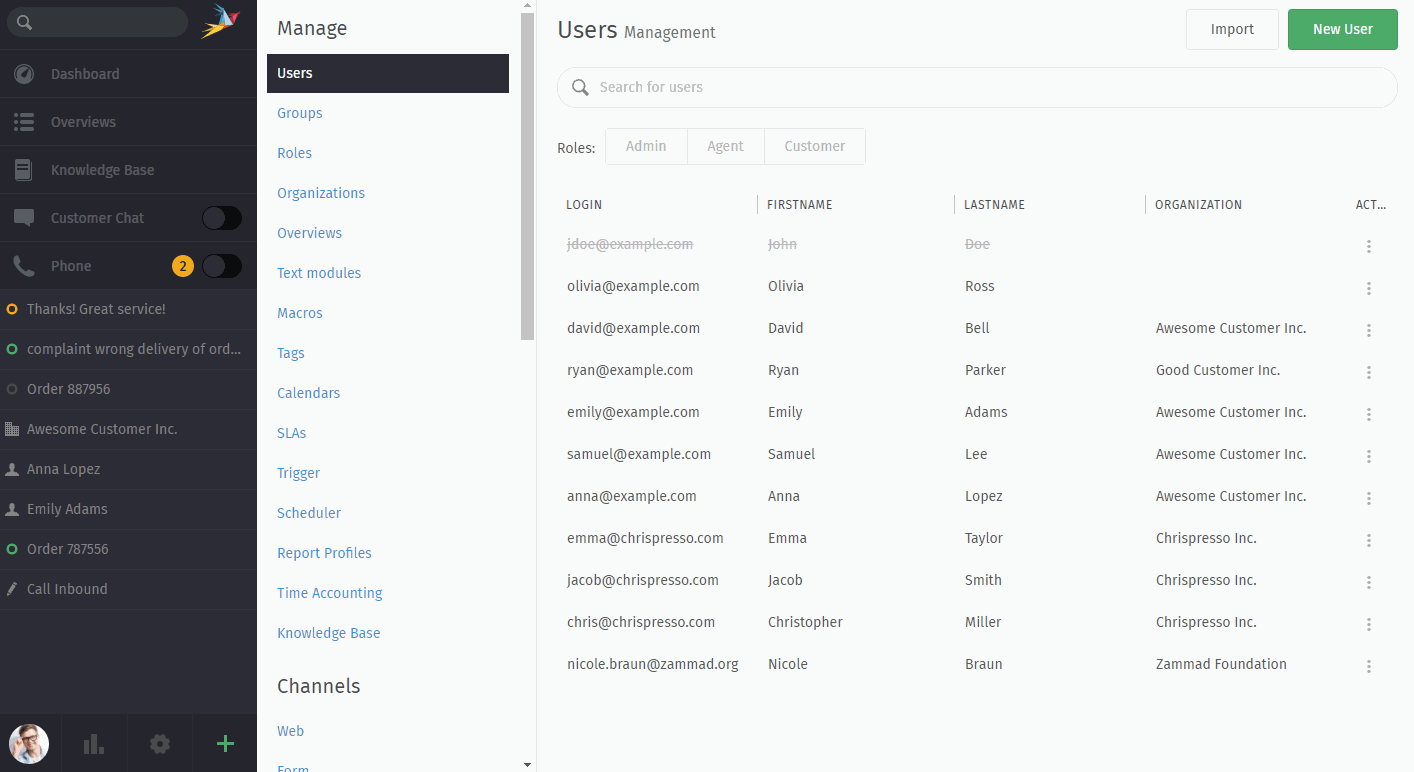 Dashboard
Overviews
Knowledge Base
Customer Chat
Phone 2
Thanks! Great service!
complaint wrong delivery of ord...
Order 887956
Awesome Customer Inc.
Anna Lopez
Emily Adams
Order 787556
Call Inbound
Manage
Users
Groups
Roles
Organizations
Overviews
Text modules
Macros
Tags
Calendars
SLAs
Trigger
Scheduler
Report Profiles
Time Accounting
Knowledge Base
Channels
Web
Form
Users Management
Import New User
Search for users
Roles: Admin Agent Customer
LOGIN FIRSTNAME LASTNAME ORGANIZATION ACT...
jdoe@example.com John Doe
olivia@example.com Olivia Ross
david@example.com David Bell Awesome Customer Inc.
ryan@example.com Ryan Parker Good Customer Inc.
emily@example.com Emily Adams Awesome Customer Inc.
samuel@example.com Samuel Lee Awesome Customer Inc.
anna@example.com Anna Lopez Awesome Customer Inc.
emma@chrispresso.com Emma Taylor Chrispresso Inc.
jacob@chrispresso.com Jacob Smith Chrispresso Inc.
chris@chrispresso.com Christopher Miller Chrispresso Inc.
nicole.braun@zammad.org Nicole Braun Zammad Foundation